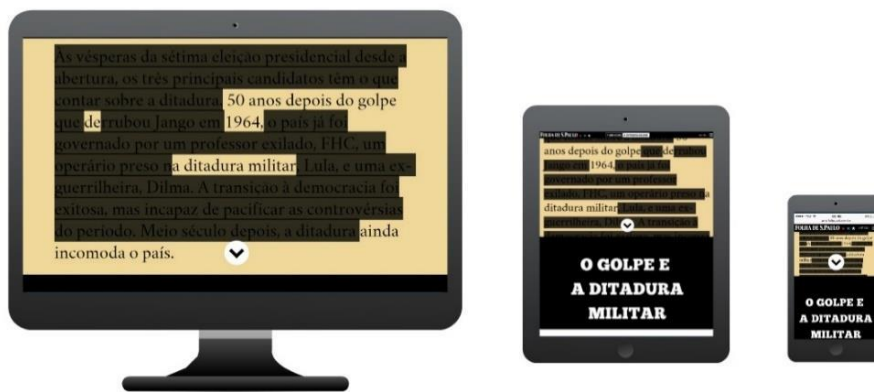 Às vésperas da sétima eleição presidencial desde a
abertura, os três principais candidatos têm o que
contar sobre a ditadura. 50 anos depois do golpe
que derrubou Jango em 1964, o país já foi
governado por um professor exilado, FHC, um
operário preso na ditadura militar, Lula, e uma ex-
guerrilheira, Dilma. A transição à democracia foi
exitosa, mas incapaz de pacificar as controvérsias
do período. Meio século depois, a ditadura ainda
incomoda o país.
FOLHA DE S.PAULO
anos depois do golpe que derrubou
Jango em 1964, o país já foi
governado por um professor
exilado, FHC, um operário preso na
ditadura militar, Lula, e uma ex-
guerrilheira, Dilma. A transição à
O GOLPE E
A DITADURA
MILITAR
FOLHA DE S.PAULO
O GOLPE E
A DITADURA
MILITAR